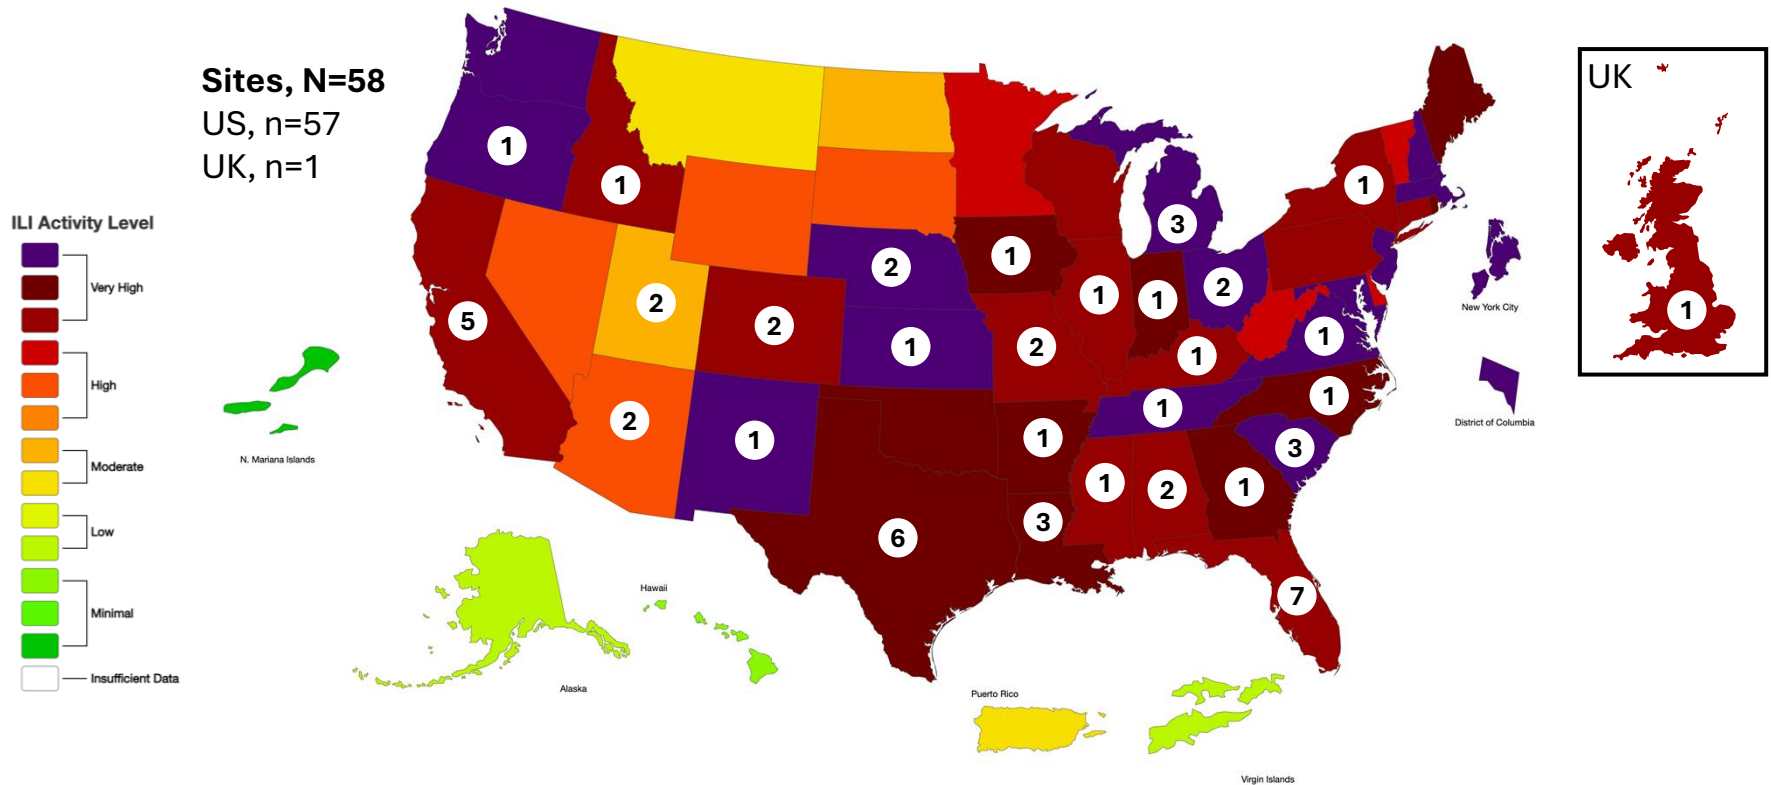 Sites, N=58
US, n=57
UK, n=1
ILI Activity Level
Very High
High
Moderate
Low
Minimal
Insufficient Data
N. Mariana Islands
Alaska
Hawaii
Puerto Rico
Virgin Islands
New York City
District of Columbia
UK
1
1
1
1
3
2
1
1
1
2
5
2
2
1
2
1
1
2
1
1
1
3
1
1
2
1
3
6
7
1